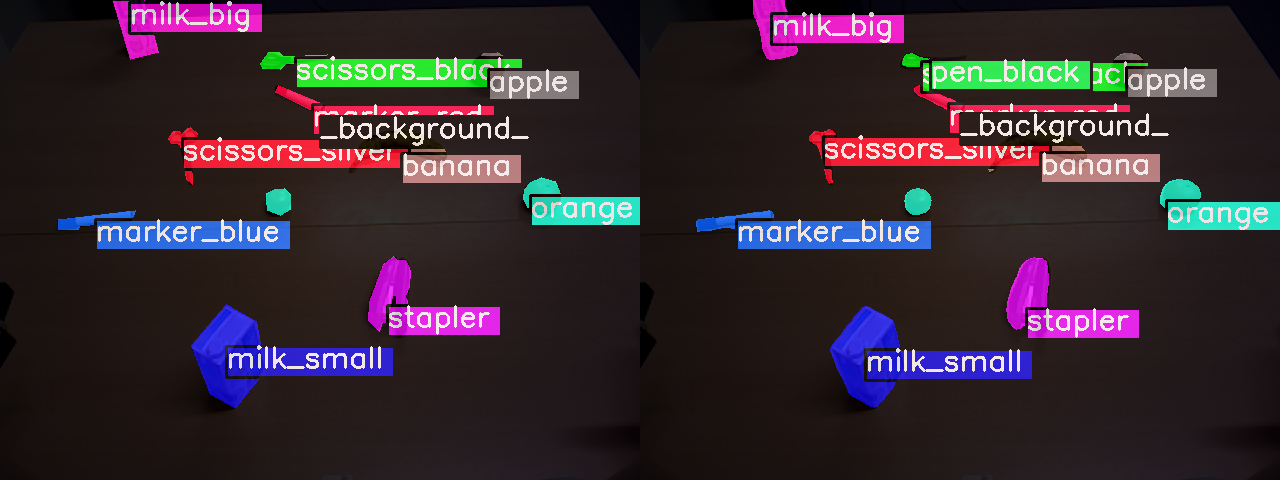 milk_big
milk_big
scissors_black
pen_black
apple
apple
_background_
_background_
scissors_silver
scissors_silver
banana
banana
orange
orange
marker_blue
marker_blue
stapler
stapler
milk_small
milk_small